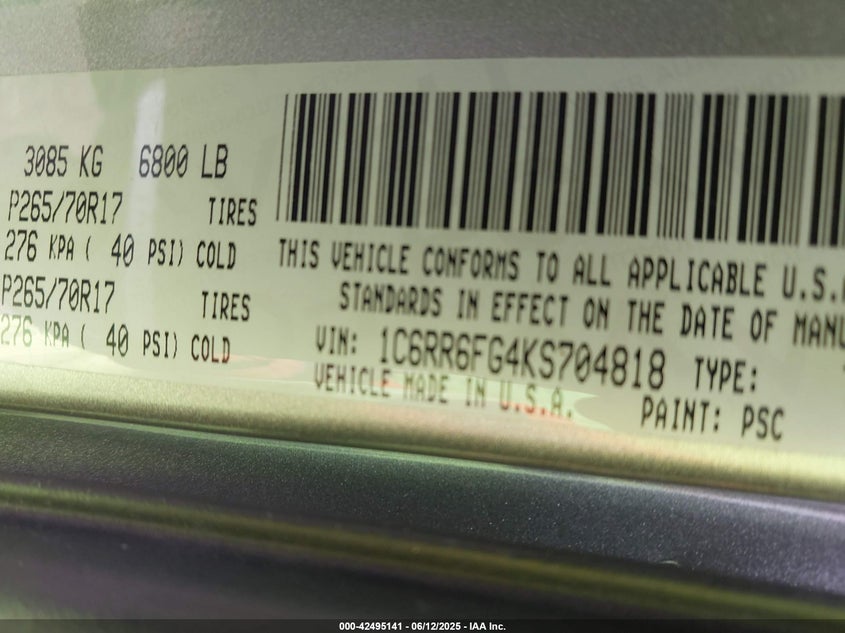 3085 KG 6800 LB
P265/70R17 TIRES
276 KPA ( 40 PSI) COLD
P265/70R17 TIRES
276 KPA ( 40 PSI) COLD
THIS VEHICLE CONFORMS TO ALL APPLICABLE U.S.
STANDARDS IN EFFECT ON THE DATE OF MANU
VIN: 1C6RR6FG4KS704818 TYPE:
VEHICLE MADE IN U.S.A. PAINT: PSC
000-42495141 - 06/12/2025 - IAA Inc.